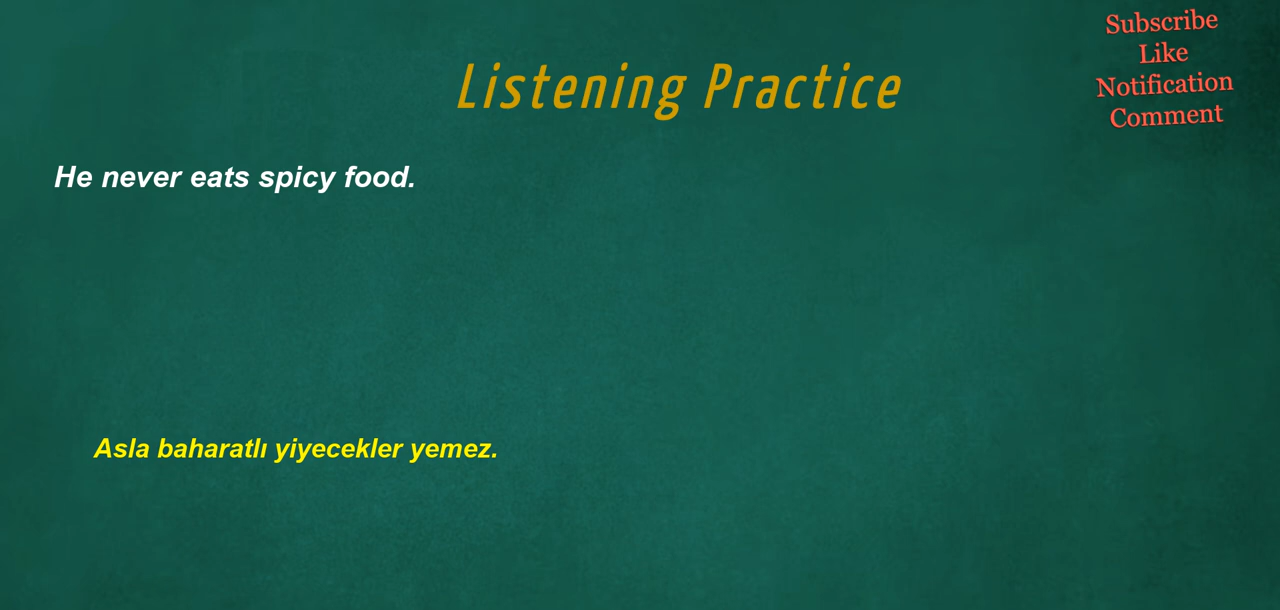 Subscribe
Like
Notification
Comment
Listening Practice
He never eats spicy food.
Asla baharatlı yiyecekler yemez.